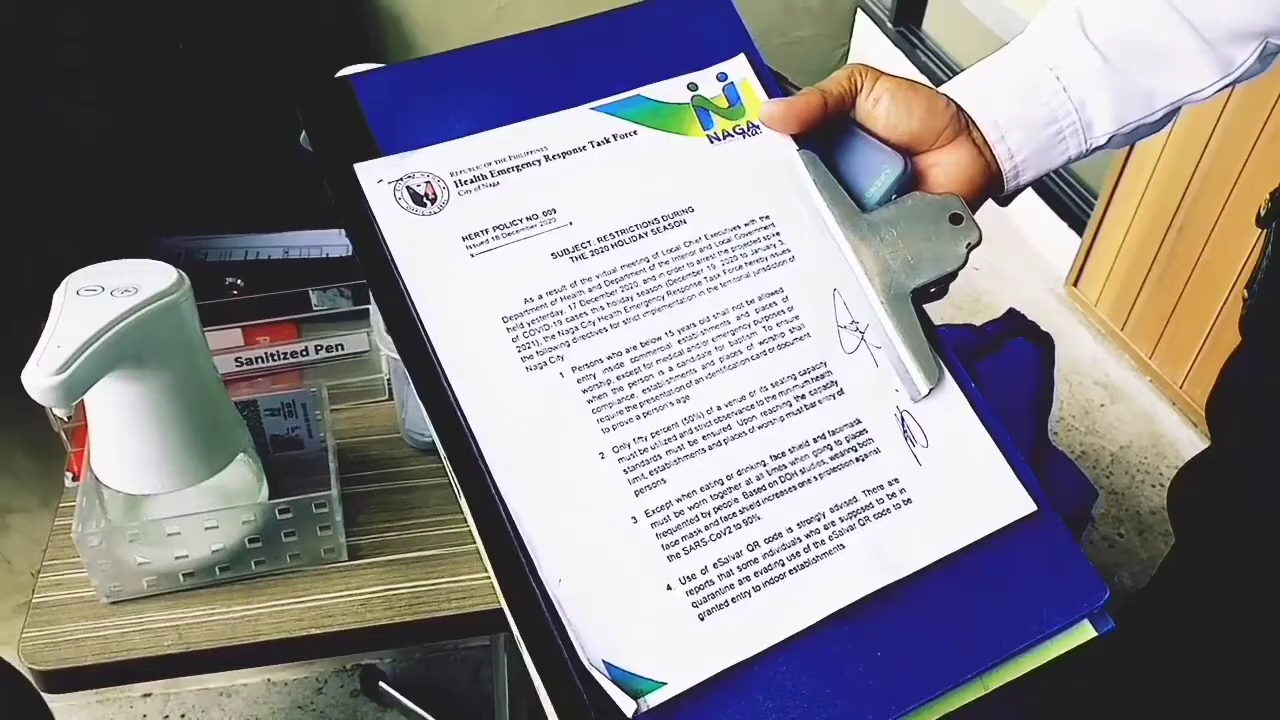 REPUBLIC OF THE PHILIPPINES
Health Emergency Response Task Force
City of Naga
NAGA
HERTF POLICY NO. 009
Issued 18 December 2020
x x
SUBJECT: RESTRICTIONS DURING
THE 2020 HOLIDAY SEASON
As a result of the virtual meeting of Local Chief Executives with the
Department of Health and Department of the Interior and Local Government
held yesterday, 17 December 2020, and in order to arrest the projected spike
of COVID-19 cases this holiday season (December 19, 2020 to January 3,
2021), the Naga City Health Emergency Response Task Force hereby issues
the following directives for strict implementation in the territorial jurisdiction of
Naga City
1 Persons who are below 15 years old shall not be allowed
entry inside commercial establishments and places of
worship, except for medical and/or emergency purposes or
when the person is a candidate for baptism. To ensure
compliance, establishments and places of worship shall
require the presentation of an identification card or document
to prove a person's age
2. Only fifty percent (50%) of a venue or its seating capacity
must be utilized and strict observance to the minimum health
standards must be ensured. Upon reaching the capacity
limit, establishments and places of worship must bar entry of
persons
3. Except when eating or drinking, face shield and facemask
must be worn together at all times when going to places
frequented by people. Based on DOH studies, wearing both
face mask and face shield increases one's protection against
the SARS-CoV2 to 90%.
4. Use of eSalvar QR code is strongly advised. There are
reports that some individuals who are supposed to be in
quarantine are evading use of the eSalvar QR code to be
granted entry to indoor establishments
Sanitized Pen